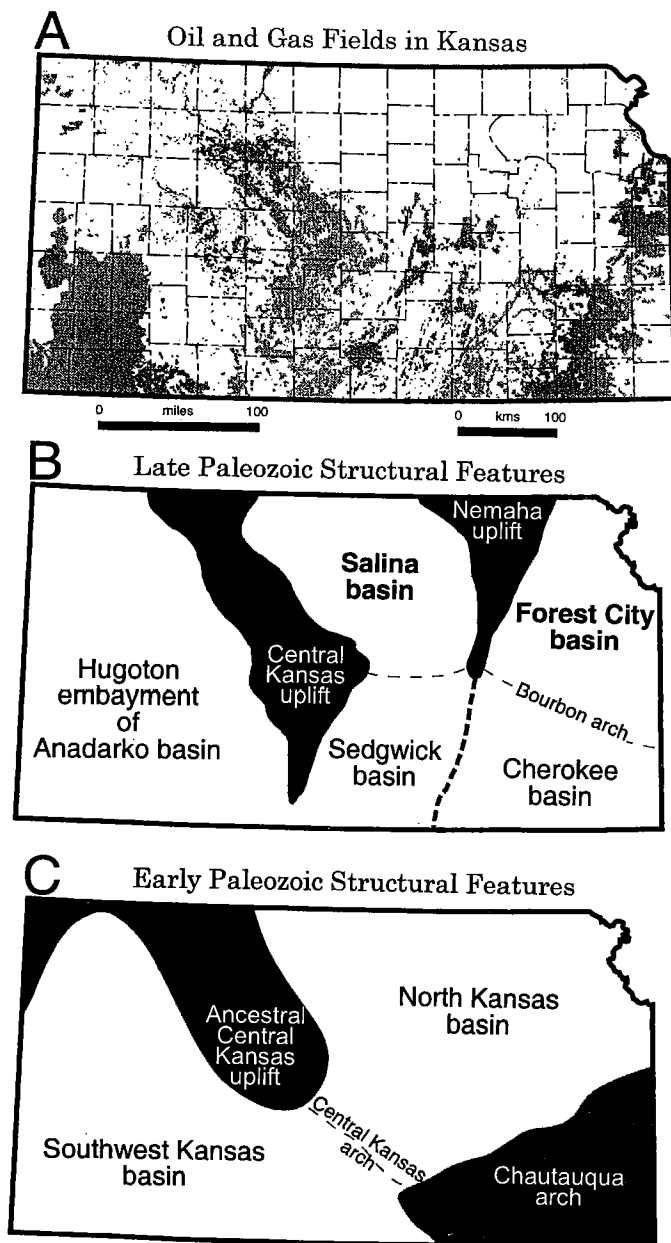 A
Oil and Gas Fields in Kansas
0 miles 100
0 kms 100
B
Late Paleozoic Structural Features
Nemaha
uplift
Salina
basin
Forest City
basin
Central
Kansas
uplift
Hugoton
embayment
of
Anadarko basin
Bourbon arch
Sedgwick
basin
Cherokee
basin
C
Early Paleozoic Structural Features
North Kansas
basin
Ancestral
Central
Kansas
uplift
Central Kansas
arch
Southwest Kansas
basin
Chautauqua
arch